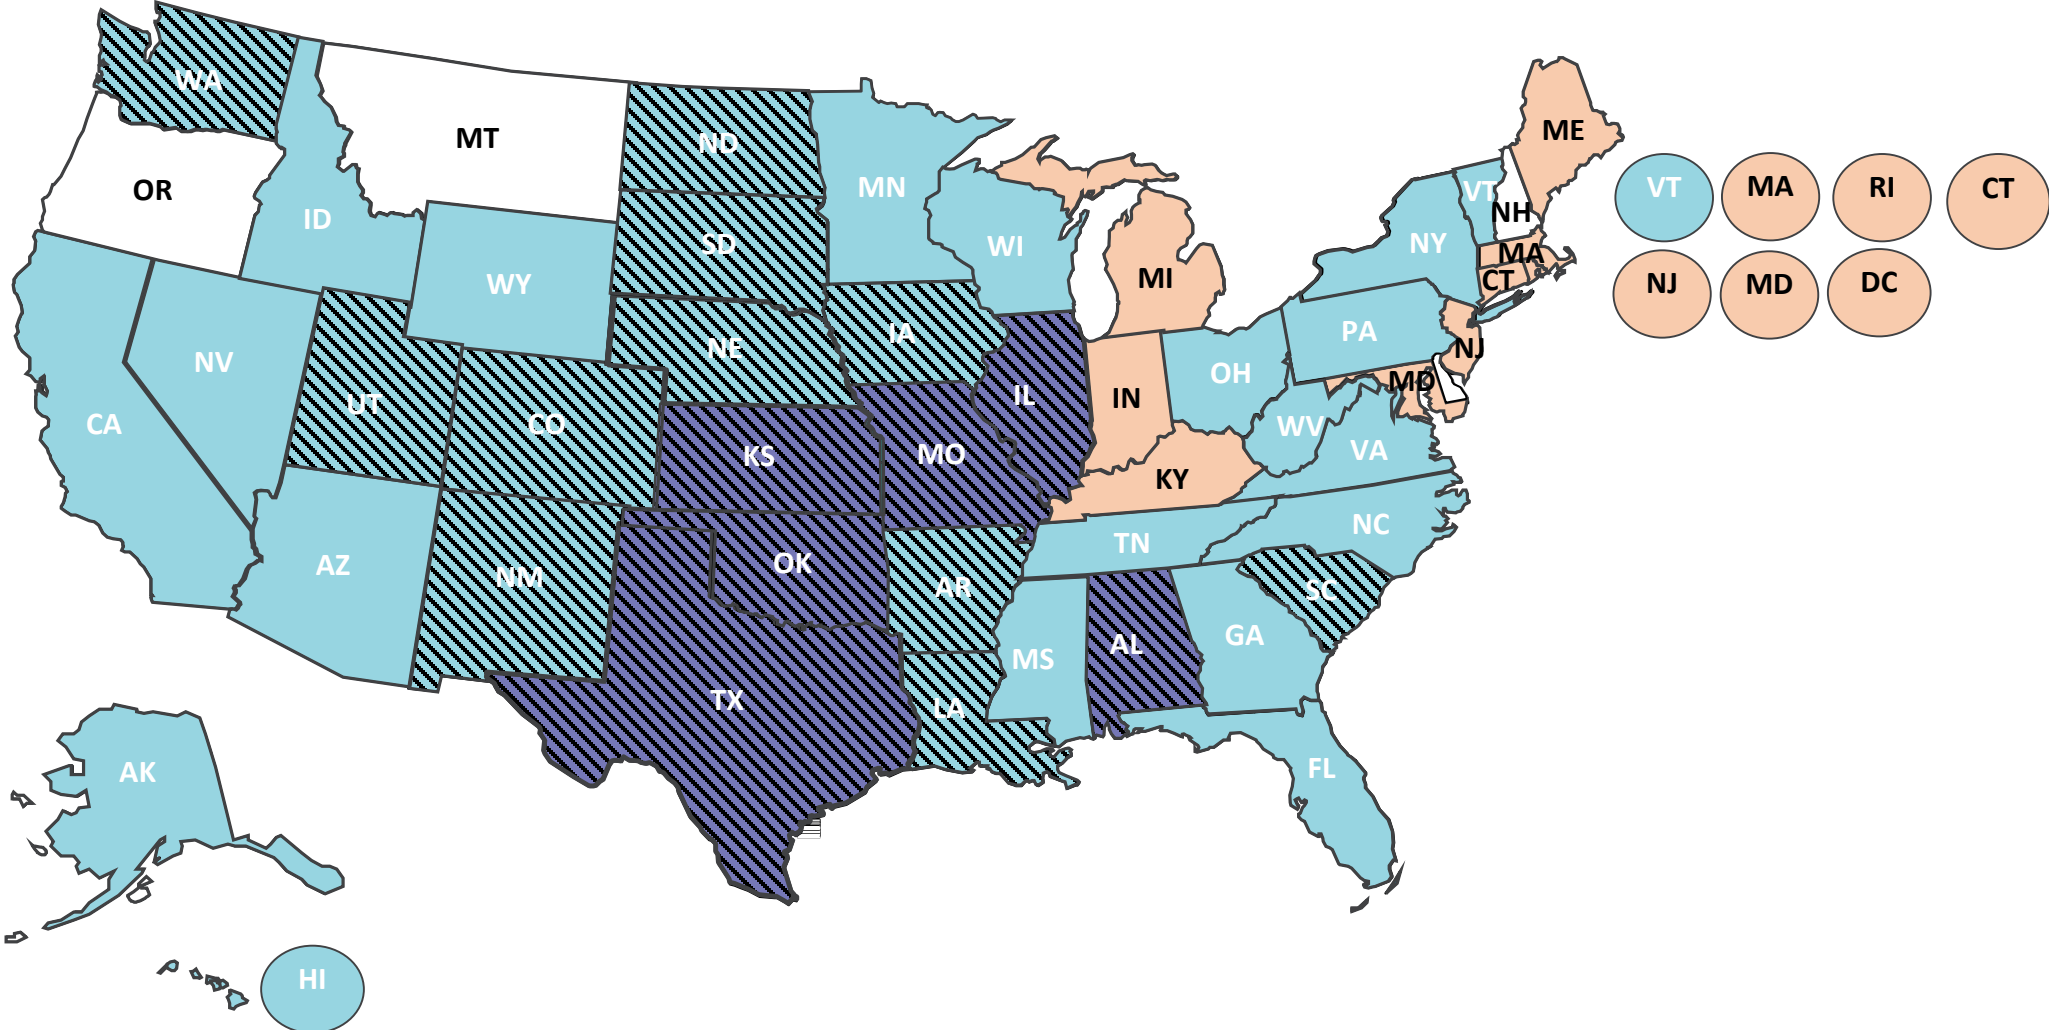 WA
ND
ME
MT
MN
VT
MA
RI
CT
OR
VT
NH
ID
SD
WI
NY
MA
WY
MI
CT
NJ
MD
DC
IA
PA
NE
NJ
NV
OH
MD
UT
IL
IN
CA
CO
WV
KS
MO
VA
KY
NC
TN
AZ
OK
NM
AR
SC
GA
AL
MS
TX
LA
FL
AK
HI